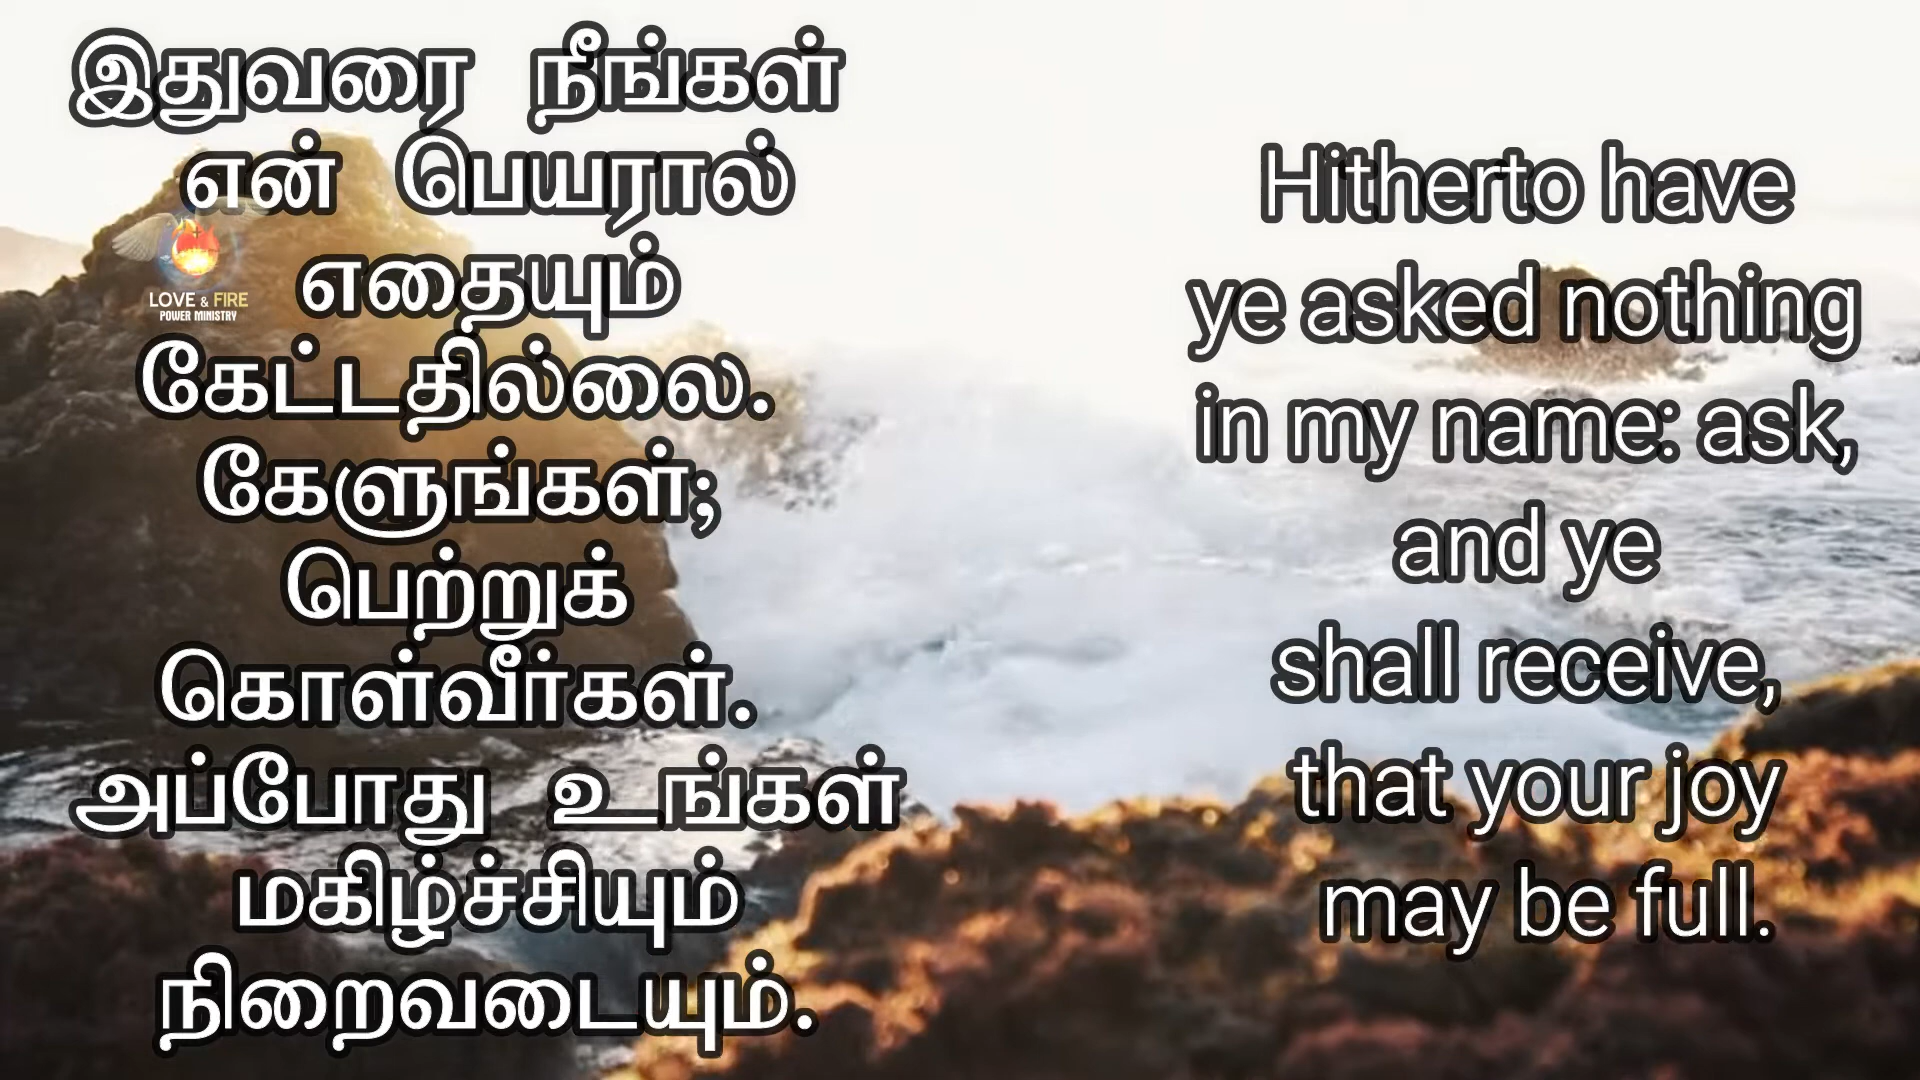 இதுவரை நீங்கள்
என் பெயரால்
எதையும்
கேட்டதில்லை.
கேளுங்கள்;
பெற்றுக்
கொள்வீர்கள்.
அப்போது உங்கள்
மகிழ்ச்சியும்
நிறைவடையும்.
LOVE & FIRE
POWER MINISTRY
Hitherto have
ye asked nothing
in my name: ask,
and ye
shall receive,
that your joy
may be full.